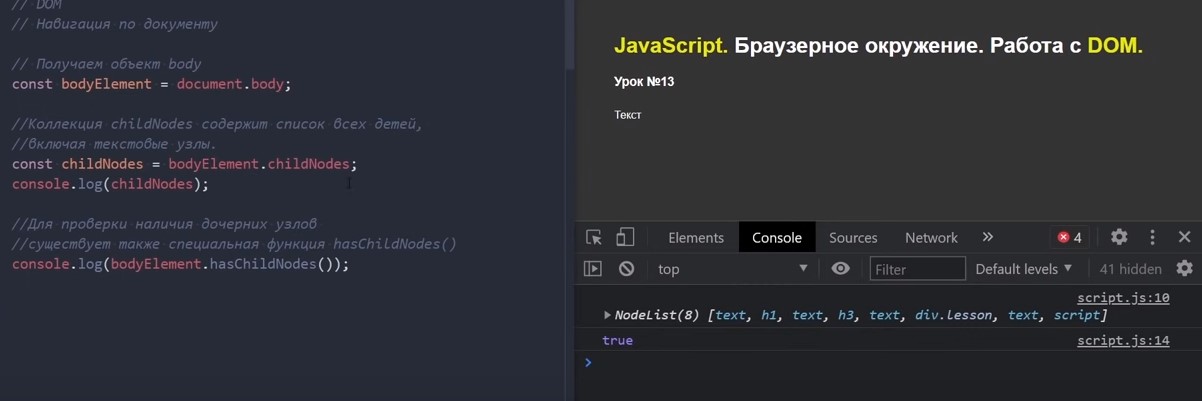 // DOM
// Навигация по документу
// Получаем объект body
const bodyElement = document.body;
//Коллекция childNodes содержит список всех детей,
//включая текстовые узлы.
const childNodes = bodyElement.childNodes;
console.log(childNodes);
//Для проверки наличия дочерних узлов
//существует также специальная функция hasChildNodes()
console.log(bodyElement.hasChildNodes());
JavaScript. Браузерное окружение. Работа с DOM.
Урок №13
Текст
Elements Console Sources Network » 4
top Filter Default levels 41 hidden
script.js:10
NodeList(8) [text, h1, text, h3, text, div.lesson, text, script]
true script.js:14